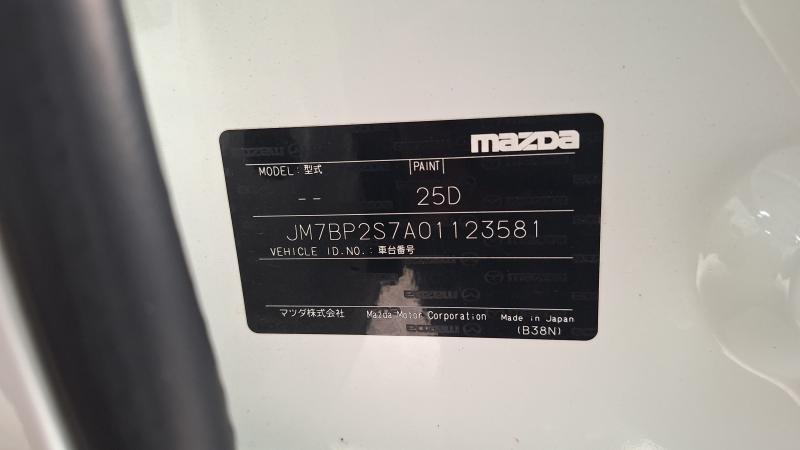 mazda
MODEL:型式 PAINT
-- 25D
JM7BP2S7A01123581
VEHICLE ID.NO.:車台番号
マツダ株式会社 Mazda Motor Corporation Made in Japan
(B38N)